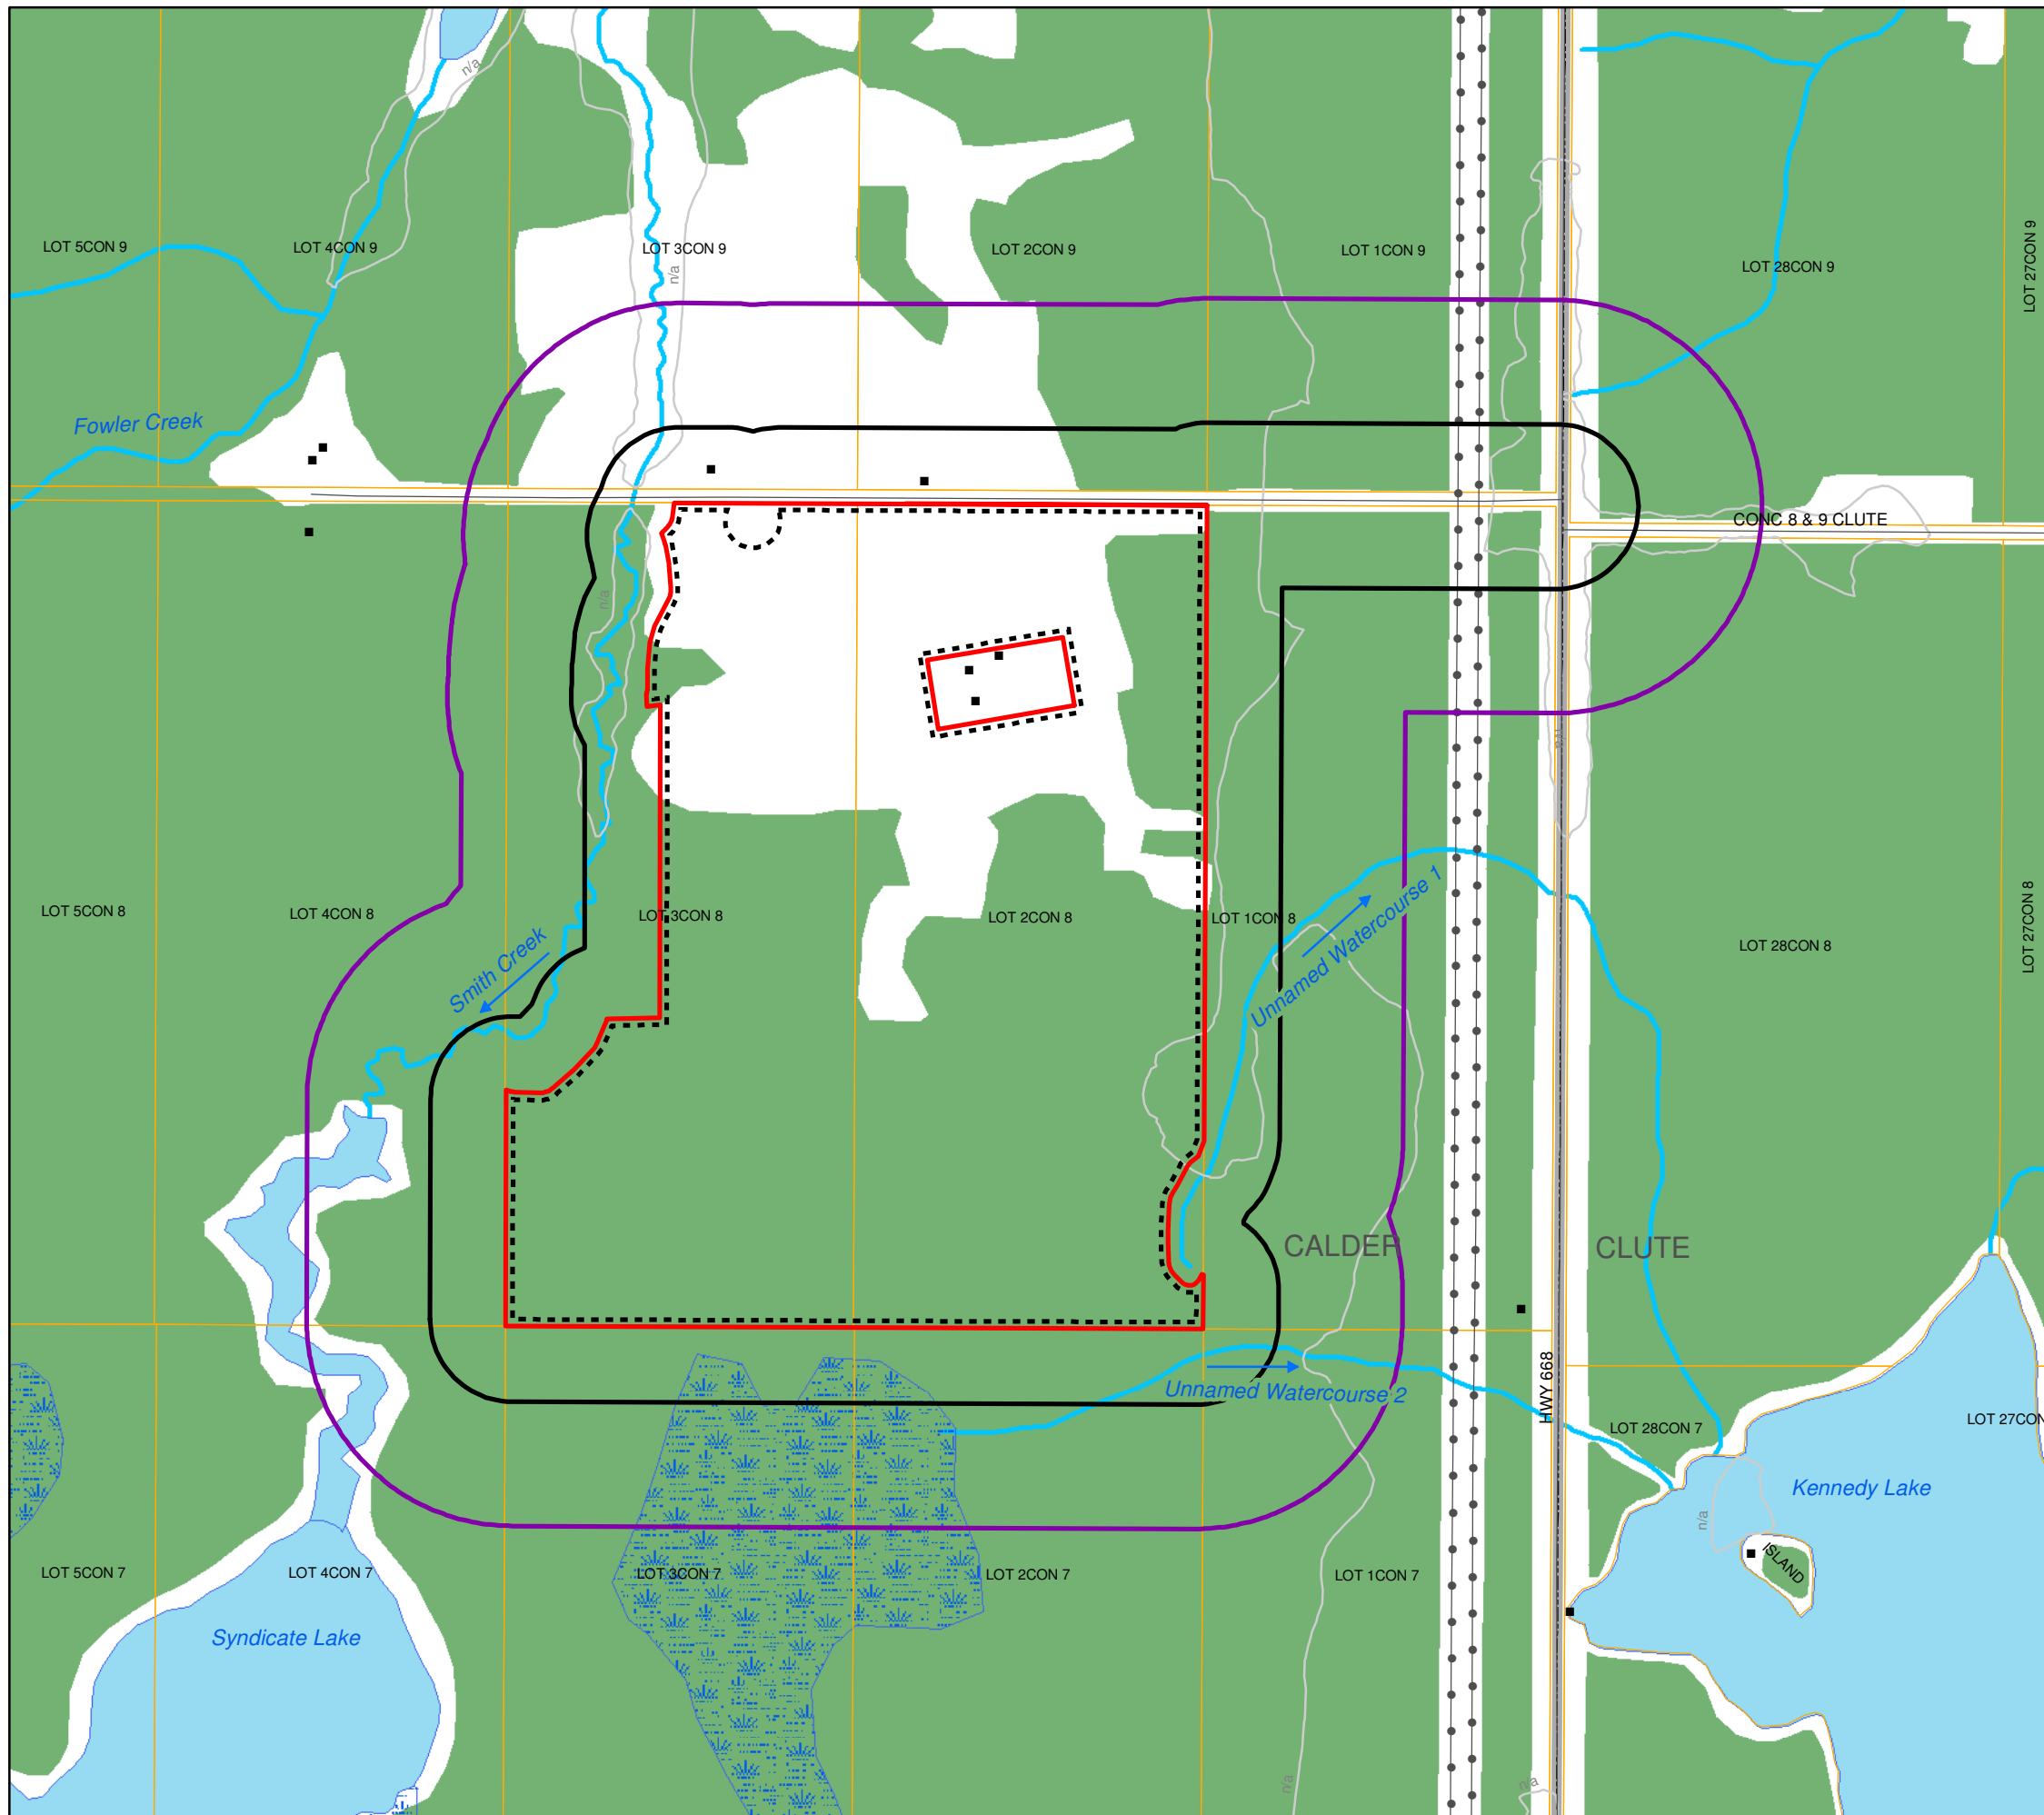 n/a
LOT 5CON 9
LOT 4CON 9
LOT 3CON 9
LOT 2CON 9
LOT 1CON 9
LOT 28CON 9
LOT 27CON 9
n/a
Fowler Creek
CONC 8 & 9 CLUTE
n/a
n/a
LOT 5CON 8
LOT 4CON 8
LOT 3CON 8
LOT 2CON 8
LOT 1CON 8
LOT 28CON 8
LOT 27CON 8
Unnamed Watercourse 1
Smith Creek
CALDER
CLUTE
HWY 668
Unnamed Watercourse 2
LOT 28CON 7
LOT 27CON
Kennedy Lake
n/a
ISLAND
LOT 5CON 7
LOT 4CON 7
LOT 3CON 7
LOT 2CON 7
LOT 1CON 7
Syndicate Lake
n/a
n/a